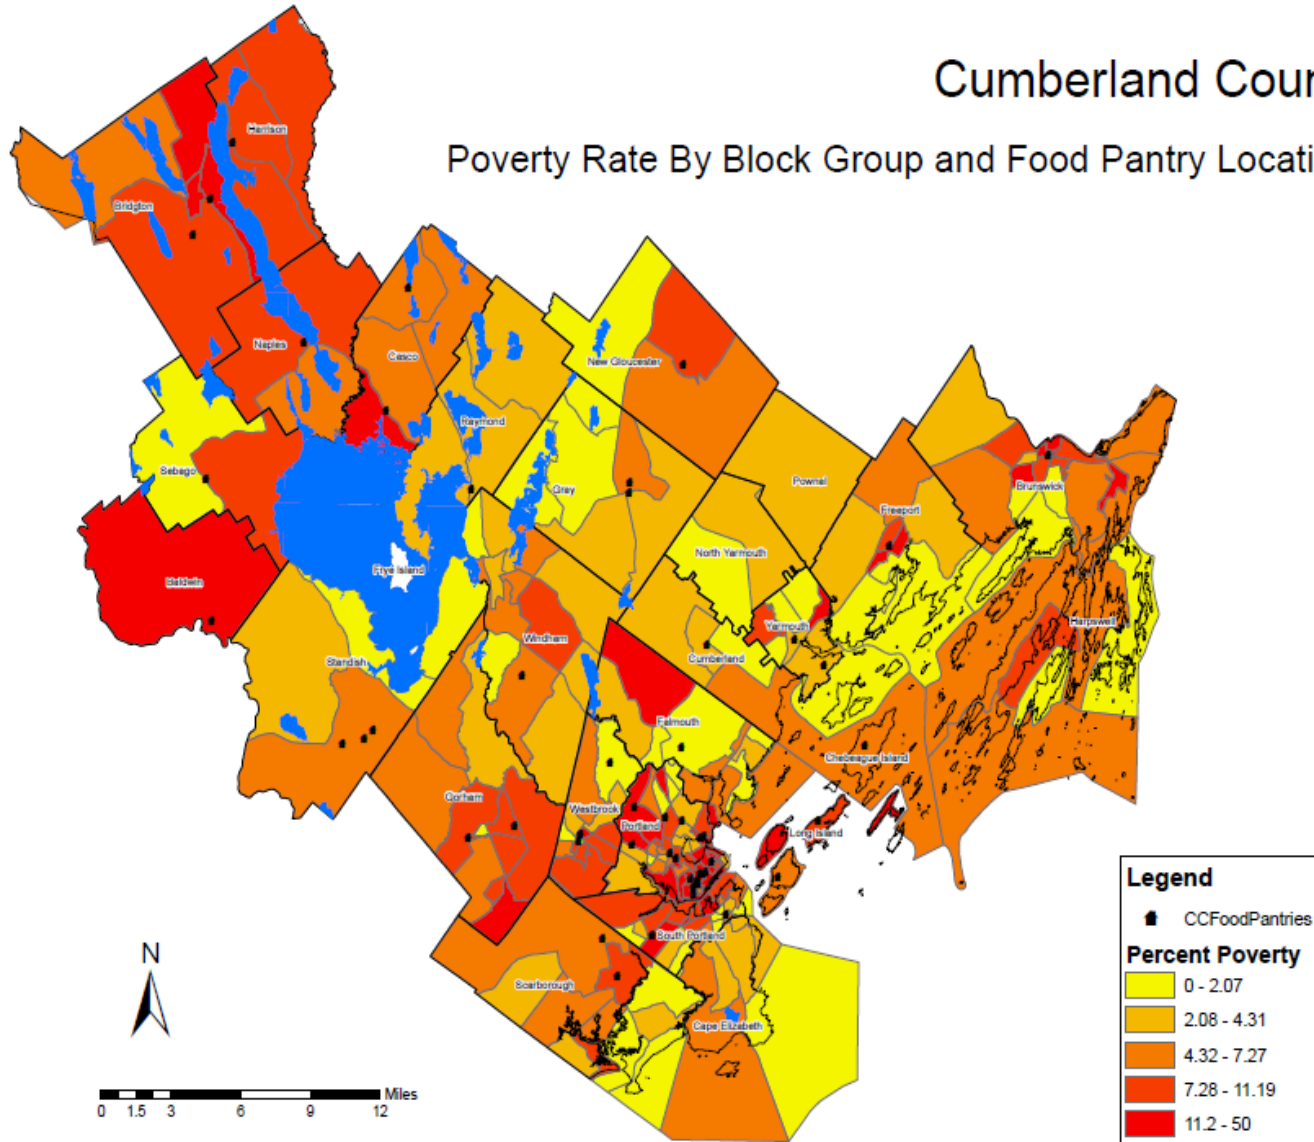 Cumberland Coun
Poverty Rate By Block Group and Food Pantry Locati
Harrison
Bridgton
Naples
Casco
New Gloucester
Raymond
Sebago
Gray
Pownal
Brunswick
Freeport
North Yarmouth
Frye Island
Baldwin
Harpswell
Yarmouth
Windham
Cumberland
Standish
Falmouth
Chebeague Island
Gorham
Westbrook
Portland
Long Island
South Portland
Scarborough
Cape Elizabeth
N
Miles
0 1.5 3 6 9 12
Legend
CCFoodPantries
Percent Poverty
0 - 2.07
2.08 - 4.31
4.32 - 7.27
7.28 - 11.19
11.2 - 50